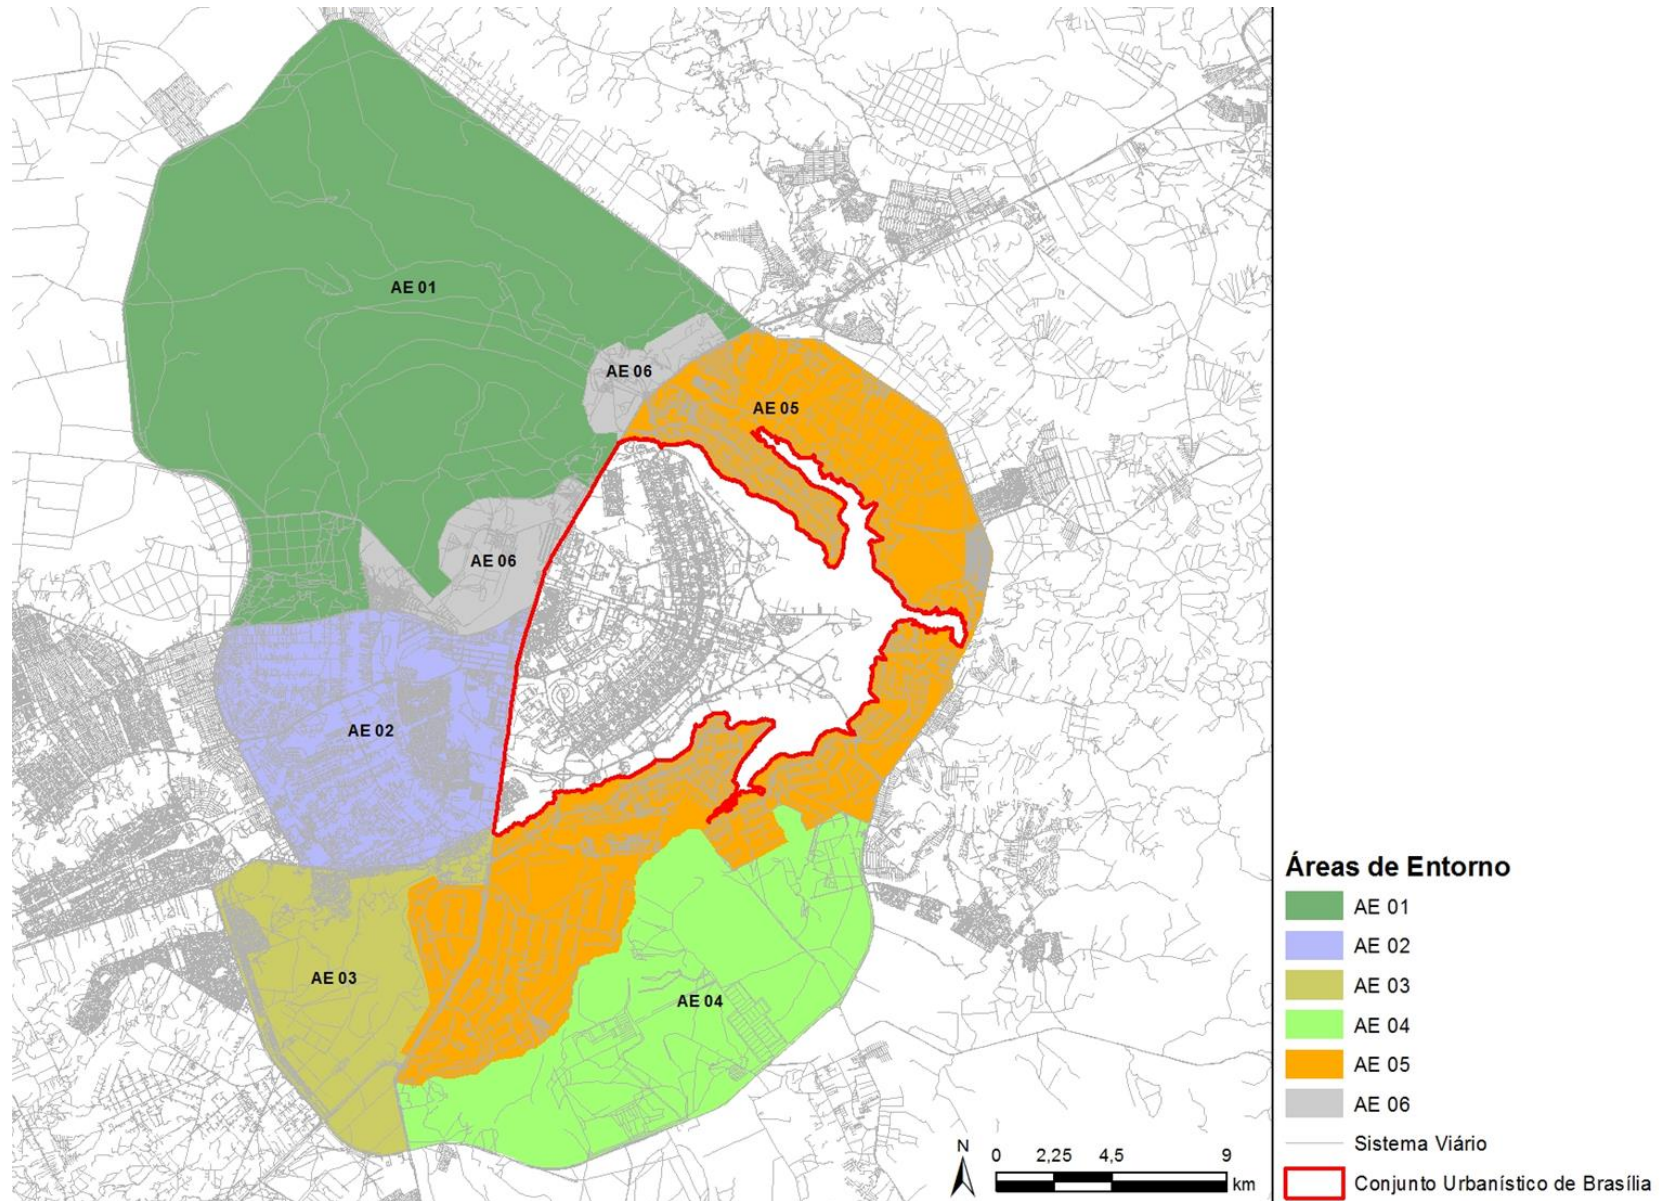 AE 01
AE 06
AE 05
AE 06
AE 02
AE 03
AE 04
N
0 2,25 4,5 9
km
Áreas de Entorno
AE 01
AE 02
AE 03
AE 04
AE 05
AE 06
Sistema Viário
Conjunto Urbanístico de Brasília